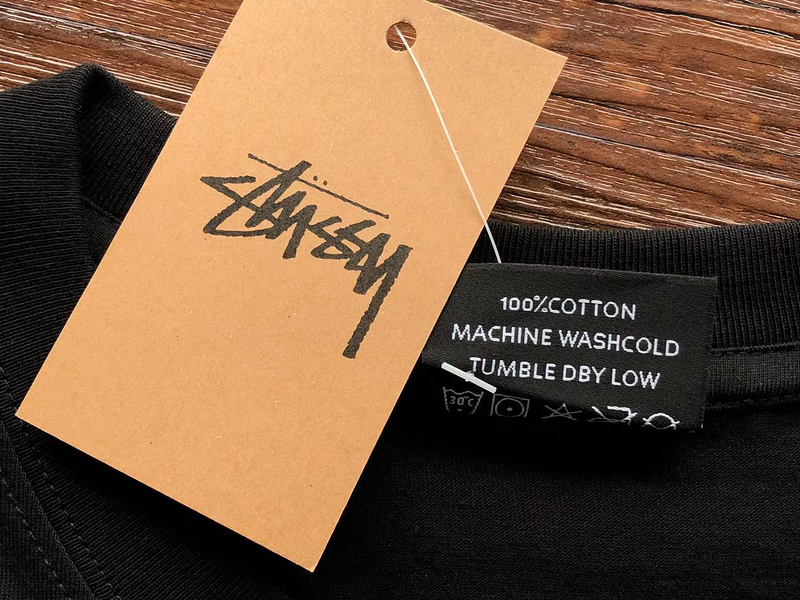 Stüssy
100%COTTON
MACHINE WASHCOLD
TUMBLE DBY LOW
30°C